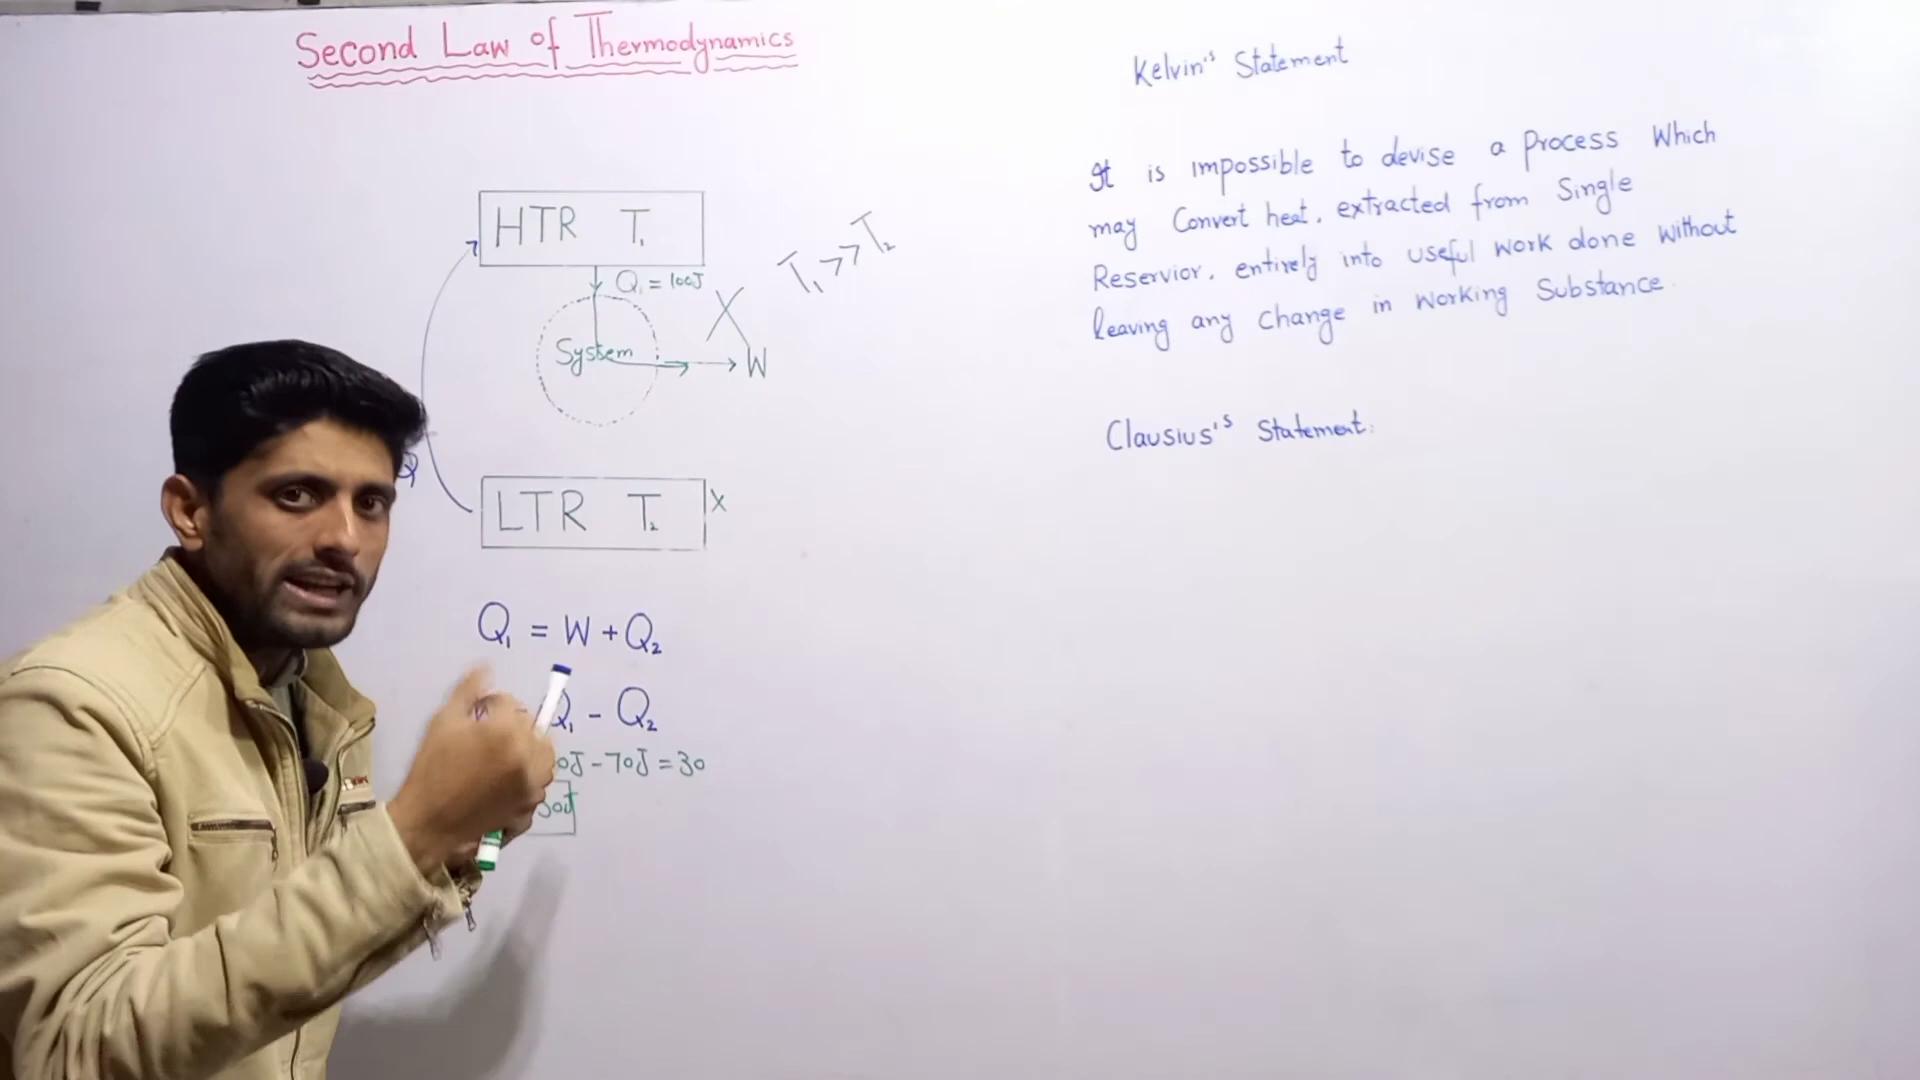 Second Law of Thermodynamics
HTR T₁
Q₁ = 100J
T₁ >> T₂
X
System
W
Q
LTR T₂ X
Q₁ = W + Q₂
Q₁ - Q₂
0J - 70J = 30
30J
Kelvin's Statement
It is impossible to devise a process Which
may Convert heat, extracted from Single
Reservior, entirely into useful work done without
leaving any change in working Substance
Clausius's Statement: